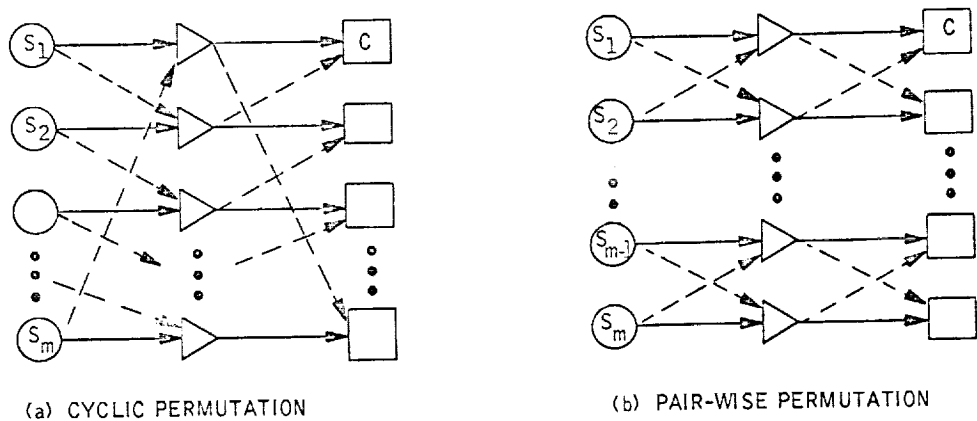 S1
S2
Sm
C
(a) CYCLIC PERMUTATION
S1
S2
Sm-1
Sm
C
(b) PAIR-WISE PERMUTATION